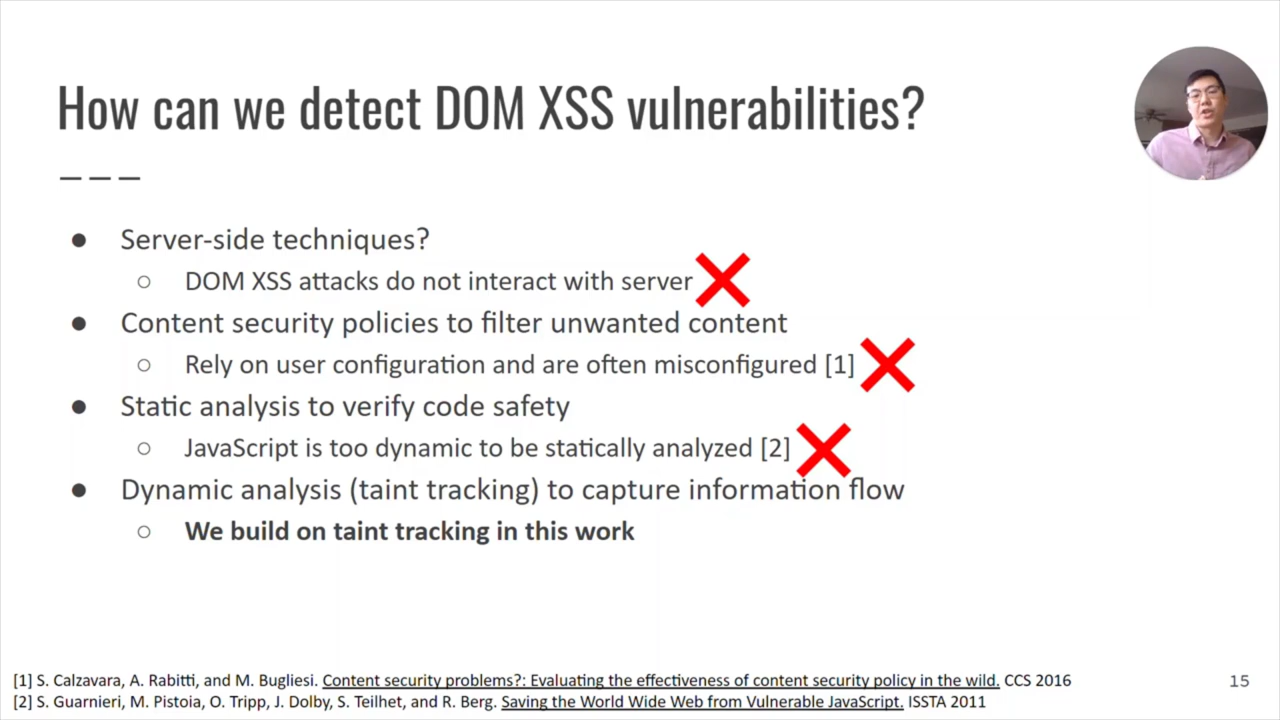 How can we detect DOM XSS vulnerabilities?
● Server-side techniques?
○ DOM XSS attacks do not interact with server
● Content security policies to filter unwanted content
○ Rely on user configuration and are often misconfigured [1]
● Static analysis to verify code safety
○ JavaScript is too dynamic to be statically analyzed [2]
● Dynamic analysis (taint tracking) to capture information flow
○ We build on taint tracking in this work
[1] S. Calzavara, A. Rabitti, and M. Bugliesi. Content security problems?: Evaluating the effectiveness of content security policy in the wild. CCS 2016
[2] S. Guarnieri, M. Pistoia, O. Tripp, J. Dolby, S. Teilhet, and R. Berg. Saving the World Wide Web from Vulnerable JavaScript. ISSTA 2011
15